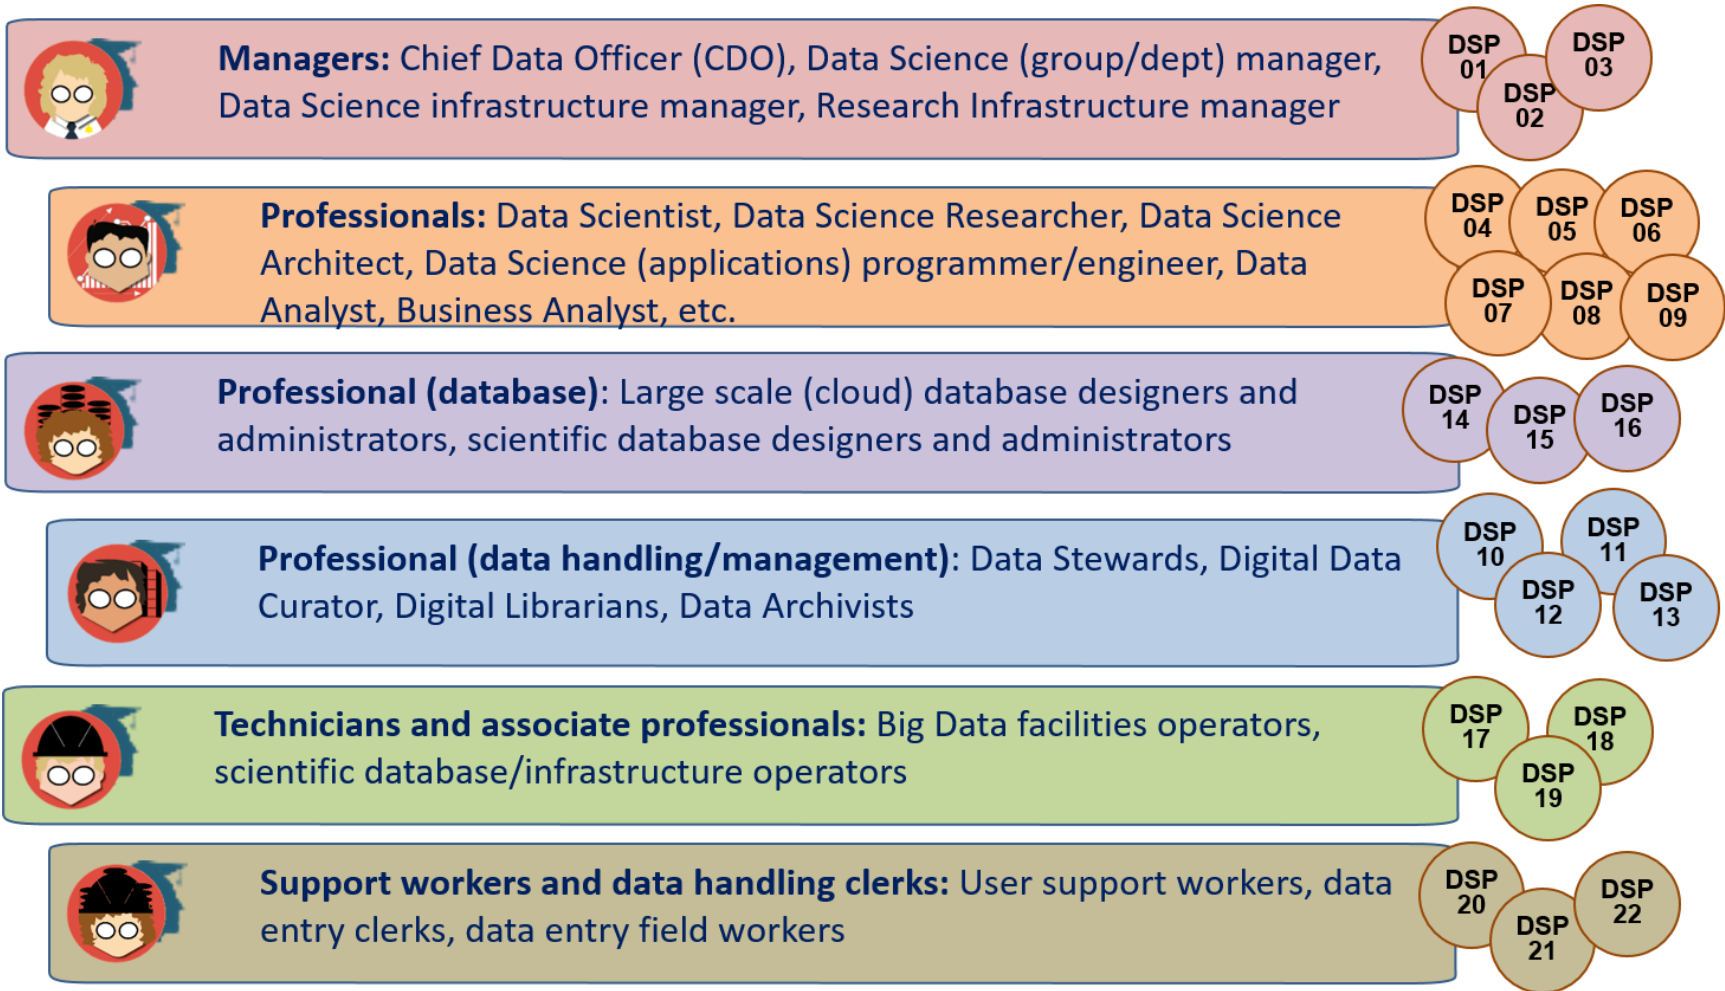 Managers: Chief Data Officer (CDO), Data Science (group/dept) manager,
Data Science infrastructure manager, Research Infrastructure manager
DSP
01
DSP
02
DSP
03
Professionals: Data Scientist, Data Science Researcher, Data Science
Architect, Data Science (applications) programmer/engineer, Data
Analyst, Business Analyst, etc.
DSP
04
DSP
05
DSP
06
DSP
07
DSP
08
DSP
09
Professional (database): Large scale (cloud) database designers and
administrators, scientific database designers and administrators
DSP
14
DSP
15
DSP
16
Professional (data handling/management): Data Stewards, Digital Data
Curator, Digital Librarians, Data Archivists
DSP
10
DSP
11
DSP
12
DSP
13
Technicians and associate professionals: Big Data facilities operators,
scientific database/infrastructure operators
DSP
17
DSP
18
DSP
19
Support workers and data handling clerks: User support workers, data
entry clerks, data entry field workers
DSP
20
DSP
21
DSP
22